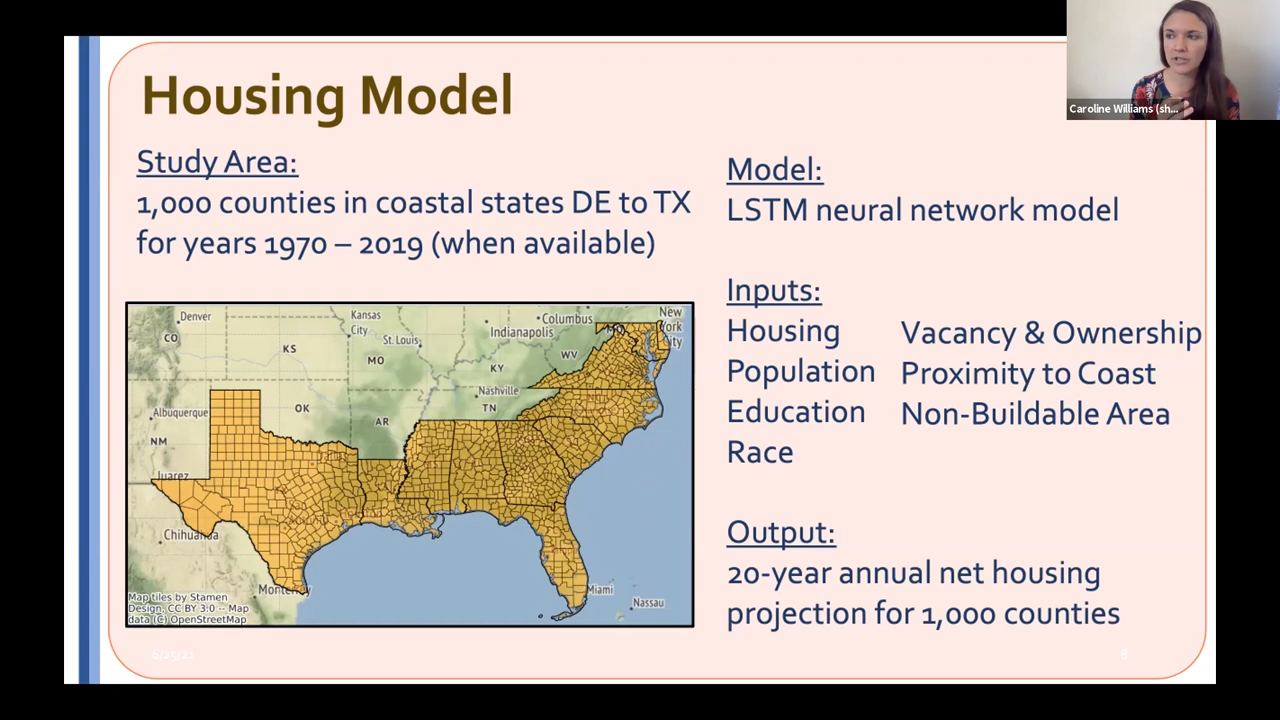 Housing Model
Caroline Williams (sh...
Study Area:
1,000 counties in coastal states DE to TX
for years 1970 – 2019 (when available)
Model:
LSTM neural network model
Inputs:
Housing
Population
Education
Race
Vacancy & Ownership
Proximity to Coast
Non-Buildable Area
Output:
20-year annual net housing
projection for 1,000 counties
Denver
CO
KS
Kansas
City
MO
St. Louis
Columbus
Indianapolis
New
York
City
WV
KY
Nashville
TN
Albuquerque
NM
OK
AR
Juarez
Chihuahua
Monterrey
Miami
Nassau
Map tiles by Stamen
Design, CC BY 3.0 -- Map
data (C) OpenStreetMap
6/25/21
8